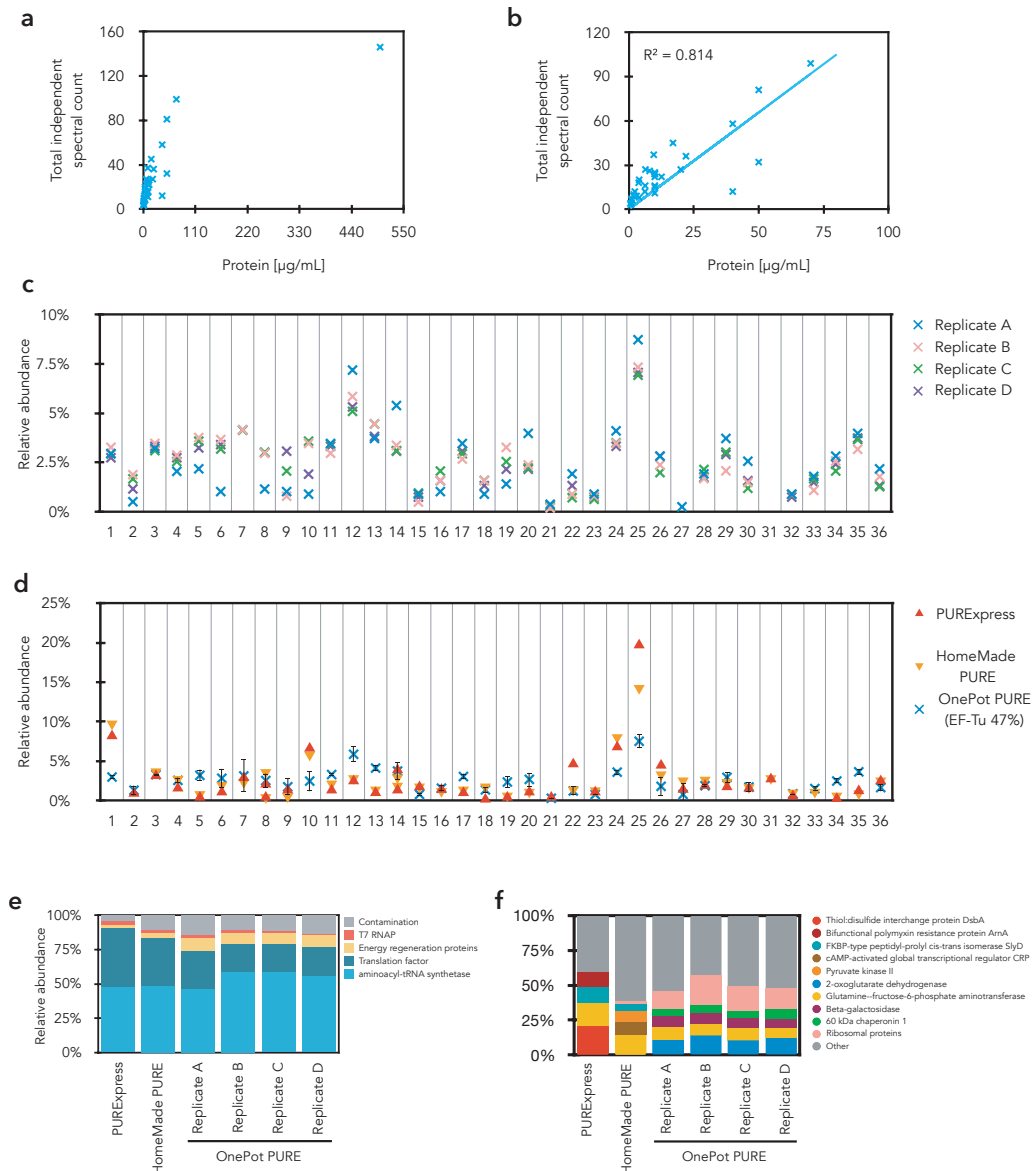 a
160
120
80
40
0
Total independent
spectral count
0 110 220 330 440 550
Protein [µg/mL]
b
120
90
60
30
0
Total independent
spectral count
R² = 0.814
0 25 50 75 100
Protein [µg/mL]
c
10%
7.5%
5%
2.5%
0%
Relative abundance
1 2 3 4 5 6 7 8 9 10 11 12 13 14 15 16 17 18 19 20 21 22 23 24 25 26 27 28 29 30 31 32 33 34 35 36
Replicate A
Replicate B
Replicate C
Replicate D
d
25%
20%
15%
10%
5%
0%
Relative abundance
1 2 3 4 5 6 7 8 9 10 11 12 13 14 15 16 17 18 19 20 21 22 23 24 25 26 27 28 29 30 31 32 33 34 35 36
PURExpress
HomeMade
PURE
OnePot PURE
(EF-Tu 47%)
e
100%
75%
50%
25%
0%
Relative abundance
Contamination
T7 RNAP
Energy regeneration proteins
Translation factor
aminoacyl-tRNA synthetase
PURExpress
HomeMade PURE
Replicate A
Replicate B
Replicate C
Replicate D
OnePot PURE
f
100%
75%
50%
25%
0%
Thiol:disulfide interchange protein DsbA
Bifunctional polymyxin resistance protein ArnA
FKBP-type peptidyl-prolyl cis-trans isomerase SlyD
cAMP-activated global transcriptional regulator CRP
Pyruvate kinase II
2-oxoglutarate dehydrogenase
Glutamine--fructose-6-phosphate aminotransferase
Beta-galactosidase
60 kDa chaperonin 1
Ribosomal proteins
Other
PURExpress
HomeMade PURE
Replicate A
Replicate B
Replicate C
Replicate D
OnePot PURE